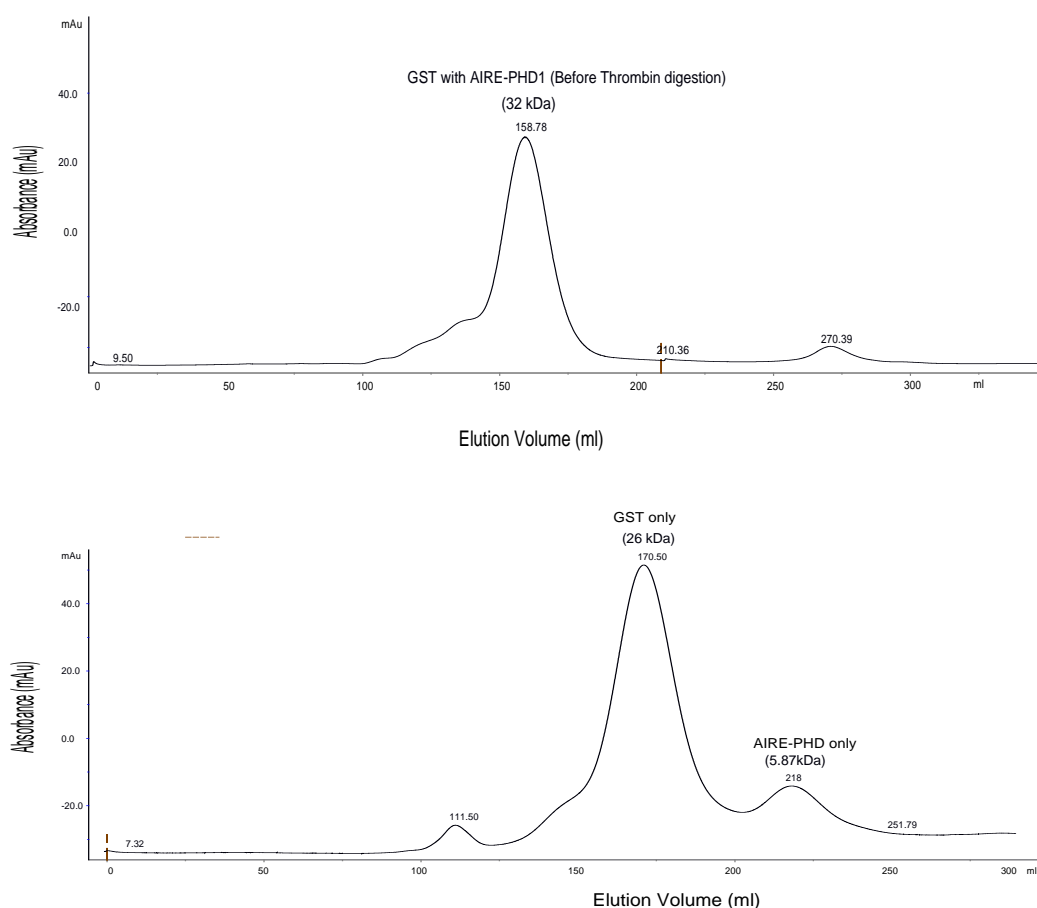 mAu
GST with AIRE-PHD1 (Before Thrombin digestion)
(32 kDa)
158.78
40.0
20.0
0.0
-20.0
Absorbance (mAu)
9.50
210.36
270.39
0 50 100 150 200 250 300 ml
Elution Volume (ml)
GST only
(26 kDa)
170.50
mAu
40.0
20.0
0.0
-20.0
Absorbance (mAu)
AIRE-PHD only
(5.87kDa)
218
111.50
7.32
251.79
0 50 100 150 200 250 300 ml
Elution Volume (ml)